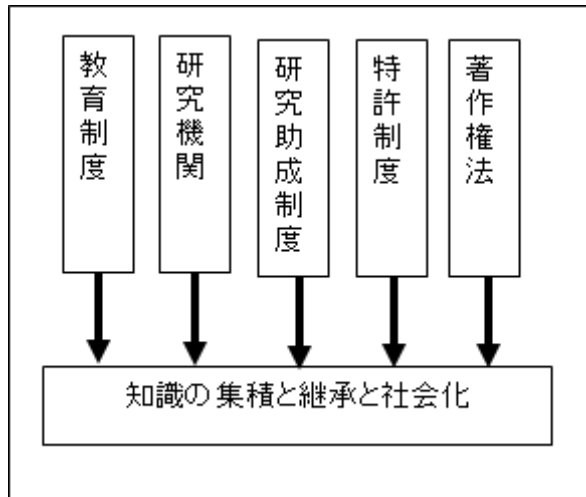 教育制度
研究機関
研究助成制度
特許制度
著作権法
知識の集積と継承と社会化